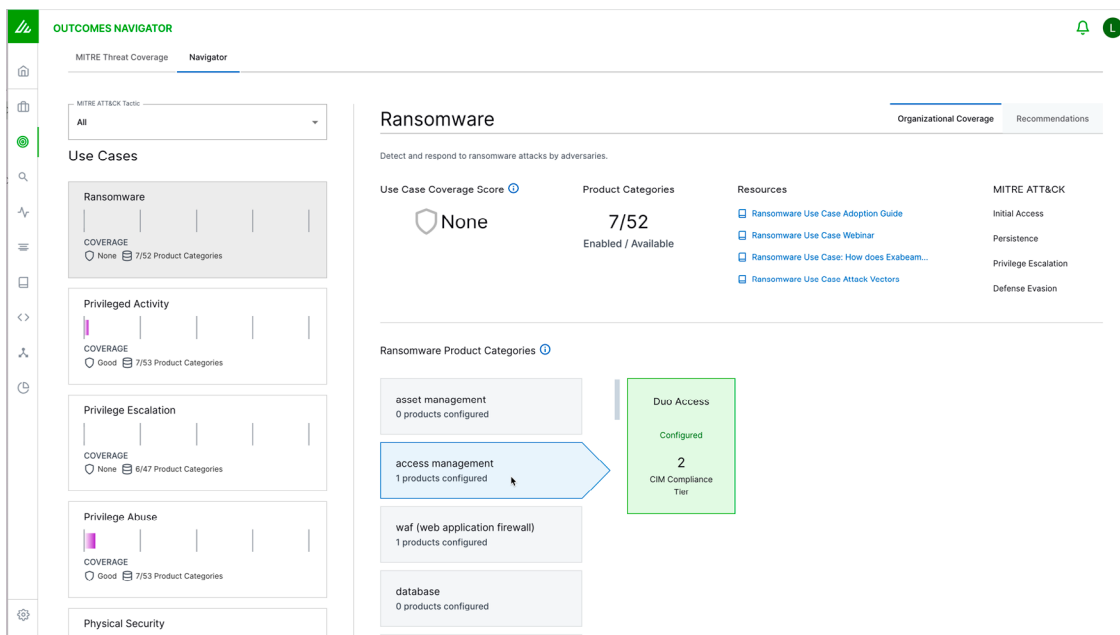 OUTCOMES NAVIGATOR
L
MITRE Threat Coverage
Navigator
MITRE ATT&CK Tactic
All
Use Cases
Ransomware
COVERAGE
None 7/52 Product Categories
Privileged Activity
COVERAGE
Good 7/53 Product Categories
Privilege Escalation
COVERAGE
None 6/47 Product Categories
Privilege Abuse
COVERAGE
Good 7/53 Product Categories
Physical Security
Ransomware
Organizational Coverage
Recommendations
Detect and respond to ransomware attacks by adversaries.
Use Case Coverage Score
None
Product Categories
7/52
Enabled / Available
Resources
Ransomware Use Case Adoption Guide
Ransomware Use Case Webinar
Ransomware Use Case: How does Exabeam...
Ransomware Use Case Attack Vectors
MITRE ATT&CK
Initial Access
Persistence
Privilege Escalation
Defense Evasion
Ransomware Product Categories
asset management
0 products configured
access management
1 products configured
waf (web application firewall)
1 products configured
database
0 products configured
Duo Access
Configured
2
CIM Compliance
Tier